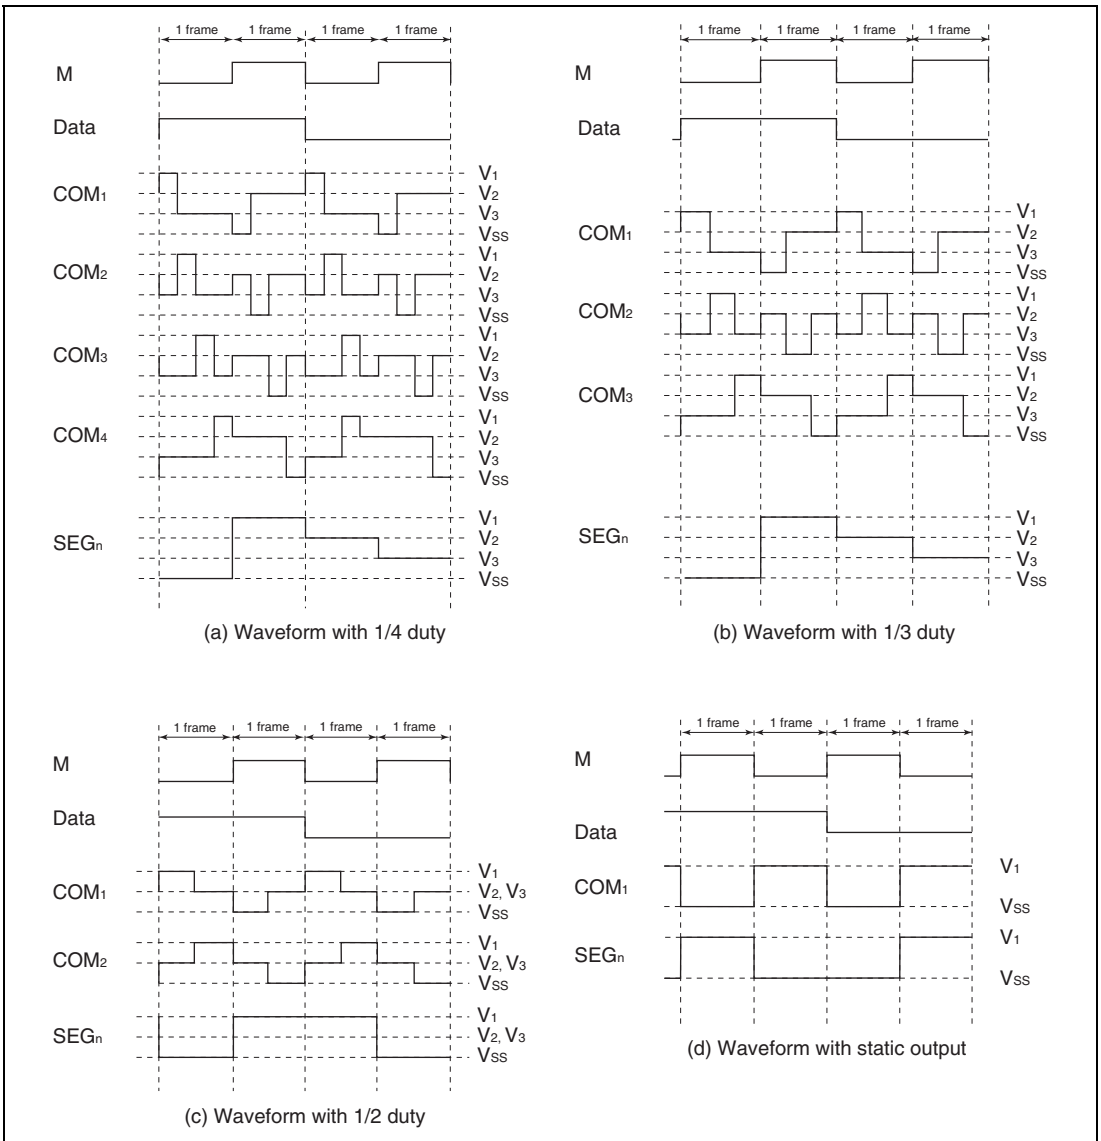 1 frame 1 frame 1 frame 1 frame
M
Data
COM1
V1
V2
V3
VSS
COM2
V1
V2
V3
VSS
COM3
V1
V2
V3
VSS
COM4
V1
V2
V3
VSS
SEGn
V1
V2
V3
VSS
(a) Waveform with 1/4 duty
1 frame 1 frame 1 frame 1 frame
M
Data
COM1
V1
V2
V3
VSS
COM2
V1
V2
V3
VSS
COM3
V1
V2
V3
VSS
SEGn
V1
V2
V3
VSS
(b) Waveform with 1/3 duty
1 frame 1 frame 1 frame 1 frame
M
Data
COM1
V1
V2, V3
VSS
COM2
V1
V2, V3
VSS
SEGn
V1
V2, V3
VSS
(c) Waveform with 1/2 duty
1 frame 1 frame 1 frame 1 frame
M
Data
COM1
V1
VSS
SEGn
V1
VSS
(d) Waveform with static output